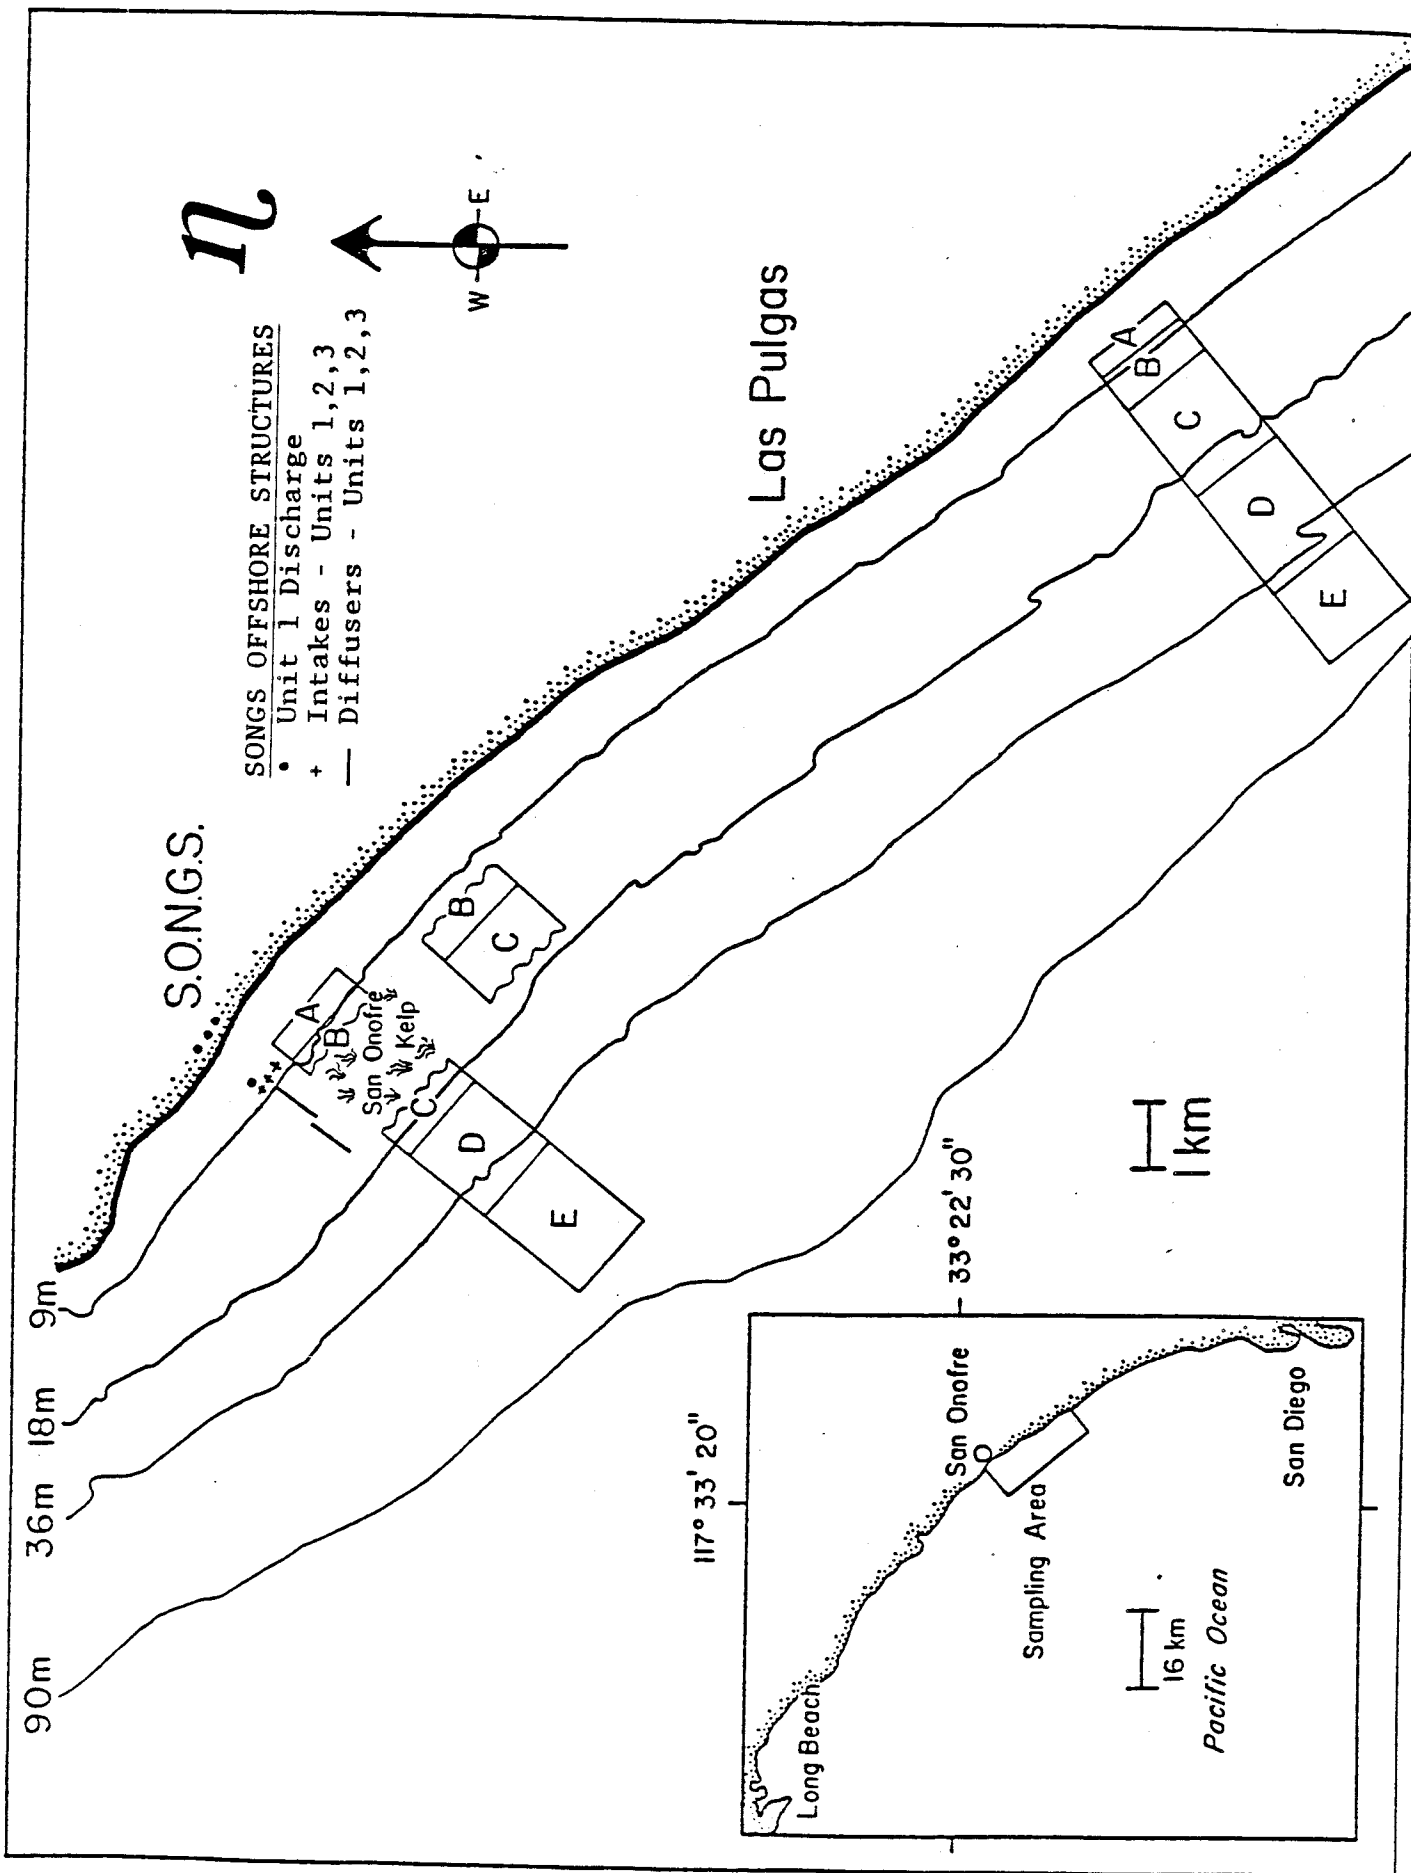 n
W E
SONGS OFFSHORE STRUCTURES
• Unit 1 Discharge
+ Intakes - Units 1,2,3
— Diffusers - Units 1,2,3
S.O.N.G.S.
Las Pulgas
9m
18m
36m
90m
A
B
San Onofre
Kelp
C
D
E
B
C
A
B
C
D
E
1 km
117° 33' 20"
33° 22' 30"
Long Beach
San Onofre
Sampling Area
16 km
Pacific Ocean
San Diego